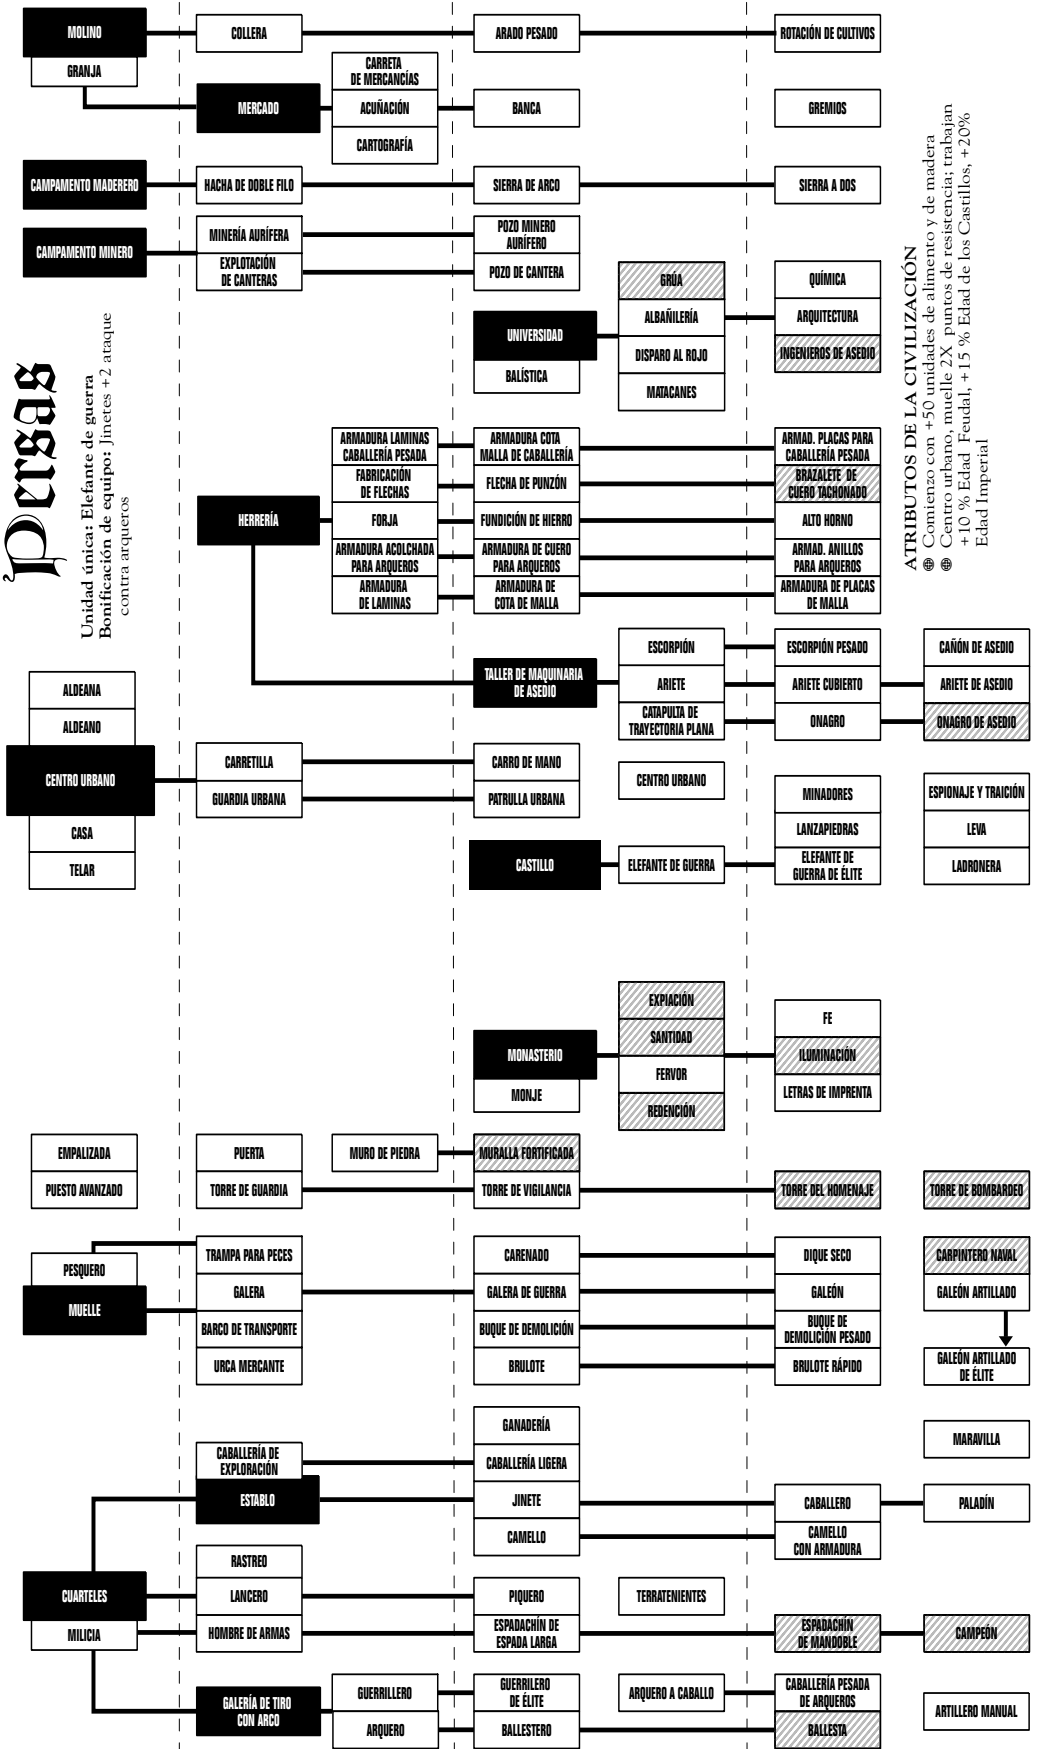 MOLINO
COLLERA
ARADO PESADO
ROTACIÓN DE CULTIVOS
GRANJA
MERCADO
CARRETA
DE MERCANCÍAS
ACUÑACIÓN
CARTOGRAFÍA
BANCA
GREMIOS
CAMPAMENTO MADERERO
HACHA DE DOBLE FILO
SIERRA DE ARCO
SIERRA A DOS
CAMPAMENTO MINERO
MINERÍA AURÍFERA
EXPLOTACIÓN
DE CANTERAS
POZO MINERO
AURÍFERO
POZO DE CANTERA
UNIVERSIDAD
BALÍSTICA
GRÚA
ALBAÑILERÍA
DISPARO AL ROJO
MATACANES
QUÍMICA
ARQUITECTURA
INGENIEROS DE ASEDIO
Persas
Unidad única: Elefante de guerra
Bonificación de equipo: Jinetes +2 ataque
contra arqueros
ATRIBUTOS DE LA CIVILIZACIÓN
Comienzo con +50 unidades de alimento y de madera
Centro urbano, muelle 2X puntos de resistencia; trabajan
+10 % Edad Feudal, +15 % Edad de los Castillos, +20%
Edad Imperial
HERRERÍA
ARMADURA LAMINAS
CABALLERÍA PESADA
FABRICACIÓN
DE FLECHAS
FORJA
ARMADURA ACOLCHADA
PARA ARQUEROS
ARMADURA
DE LAMINAS
ARMADURA COTA
MALLA DE CABALLERÍA
FLECHA DE PUNZÓN
FUNDICIÓN DE HIERRO
ARMADURA DE CUERO
PARA ARQUEROS
ARMADURA DE
COTA DE MALLA
ARMAD. PLACAS PARA
CABALLERÍA PESADA
BRAZALETE DE
CUERO TACHONADO
ALTO HORNO
ARMAD. ANILLOS
PARA ARQUEROS
ARMADURA DE PLACAS
DE MALLA
TALLER DE MAQUINARIA
DE ASEDIO
ESCORPIÓN
ARIETE
CATAPULTA DE
TRAYECTORIA PLANA
ESCORPIÓN PESADO
ARIETE CUBIERTO
ONAGRO
CAÑÓN DE ASEDIO
ARIETE DE ASEDIO
ONAGRO DE ASEDIO
ALDEANA
ALDEANO
CENTRO URBANO
CASA
TELAR
CARRETILLA
GUARDIA URBANA
CARRO DE MANO
PATRULLA URBANA
CENTRO URBANO
CASTILLO
ELEFANTE DE GUERRA
MINADORES
LANZAPIEDRAS
ELEFANTE DE
GUERRA DE ÉLITE
ESPIONAJE Y TRAICIÓN
LEVA
LADRONERA
MONASTERIO
MONJE
EXPIACIÓN
SANTIDAD
FERVOR
REDENCIÓN
FE
ILUMINACIÓN
LETRAS DE IMPRENTA
EMPALIZADA
PUESTO AVANZADO
PUERTA
TORRE DE GUARDIA
MURO DE PIEDRA
MURALLA FORTIFICADA
TORRE DE VIGILANCIA
TORRE DEL HOMENAJE
TORRE DE BOMBARDEO
PESQUERO
MUELLE
TRAMPA PARA PECES
GALERA
BARCO DE TRANSPORTE
URCA MERCANTE
CARENADO
GALERA DE GUERRA
BUQUE DE DEMOLICIÓN
BRULOTE
DIQUE SECO
GALEÓN
BUQUE DE
DEMOLICIÓN PESADO
BRULOTE RÁPIDO
CARPINTERO NAVAL
GALEÓN ARTILLADO
GALEÓN ARTILLADO
DE ÉLITE
CABALLERÍA DE
EXPLORACIÓN
ESTABLO
GANADERÍA
CABALLERÍA LIGERA
JINETE
CAMELLO
CABALLERO
CAMELLO
CON ARMADURA
MARAVILLA
PALADÍN
CUARTELES
MILICIA
RASTREO
LANCERO
HOMBRE DE ARMAS
PIQUERO
ESPADACHÍN DE
ESPADA LARGA
TERRATENIENTES
ESPADACHÍN
DE MANDOBLE
CAMPEÓN
GALERÍA DE TIRO
CON ARCO
GUERRILLERO
ARQUERO
GUERRILERO
DE ÉLITE
BALLESTERO
ARQUERO A CABALLO
CABALLERÍA PESADA
DE ARQUEROS
BALLESTA
ARTILLERO MANUAL